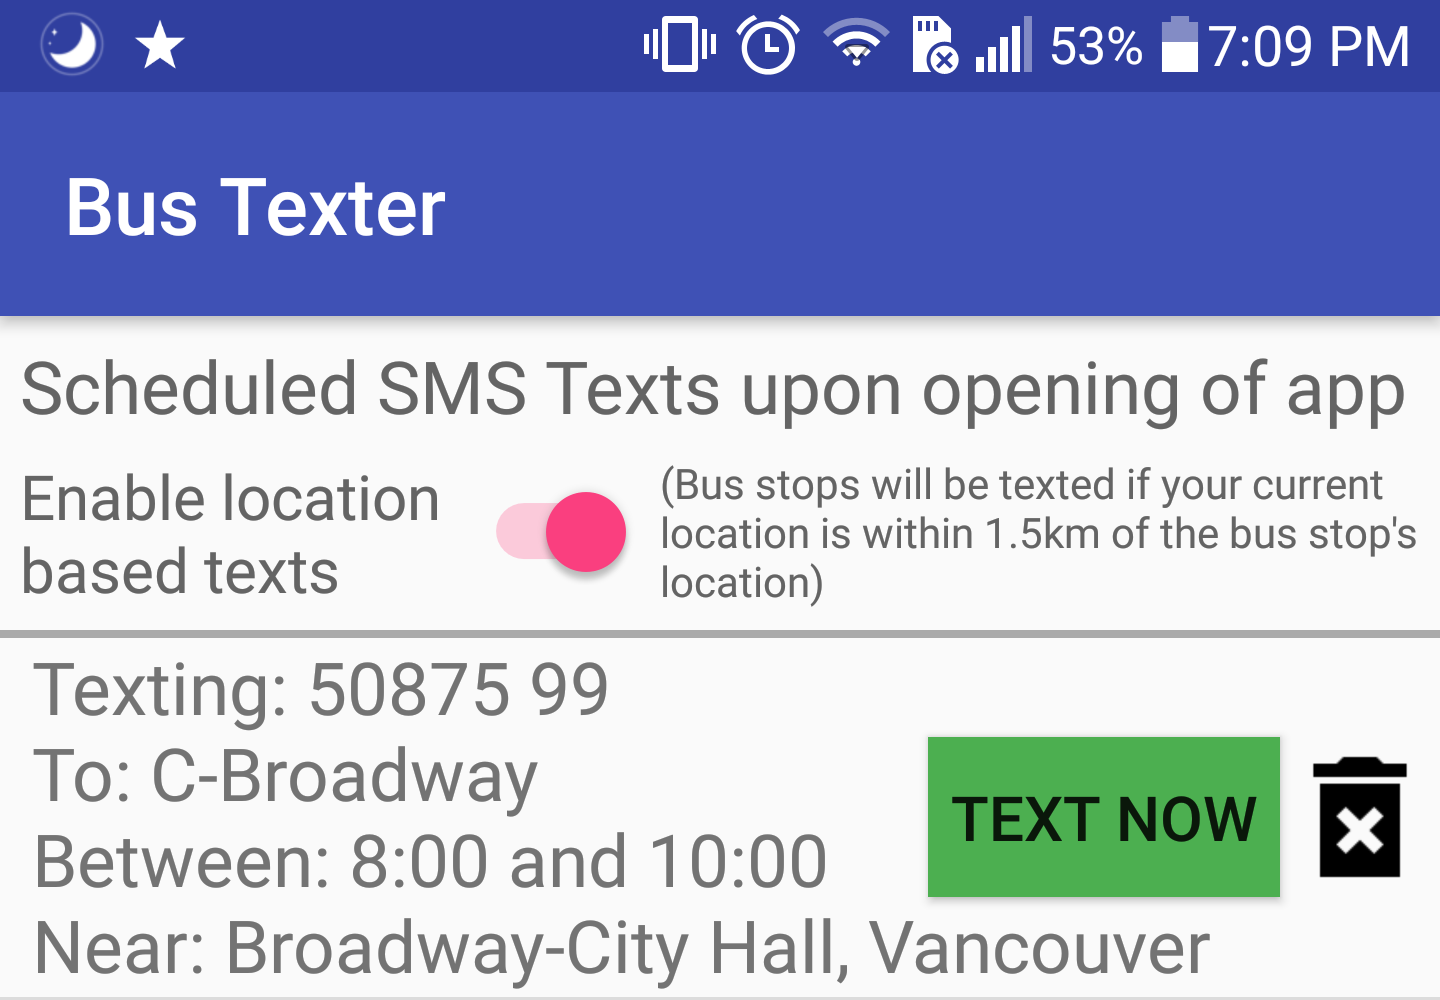 53% 7:09 PM
Bus Texter
Scheduled SMS Texts upon opening of app
Enable location
based texts
(Bus stops will be texted if your current
location is within 1.5km of the bus stop's
location)
Texting: 50875 99
To: C-Broadway
Between: 8:00 and 10:00
Near: Broadway-City Hall, Vancouver
TEXT NOW